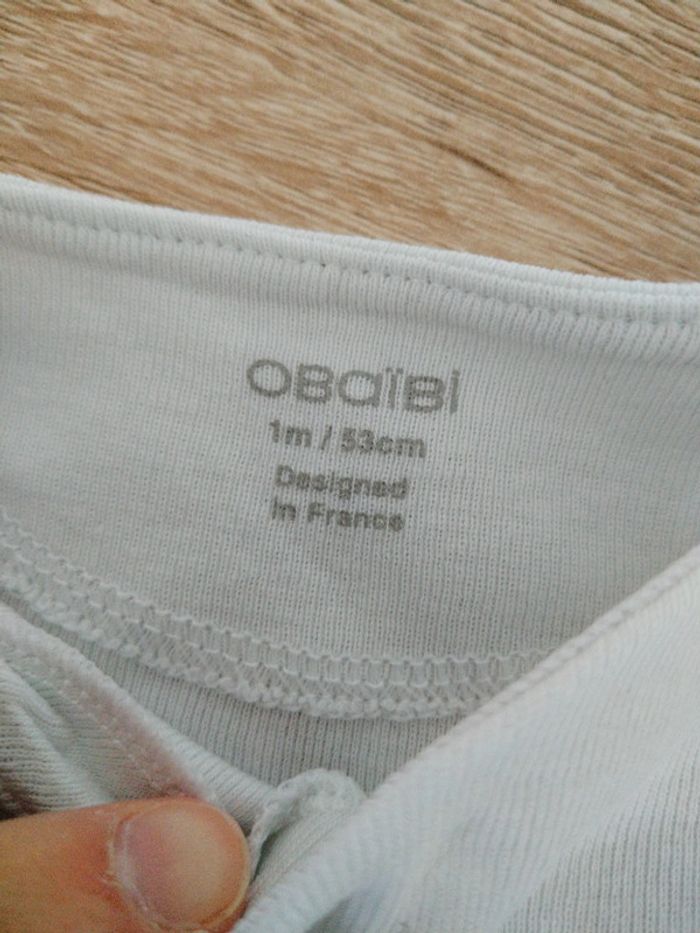 OBaïBi
1m / 53cm
Designed
in France